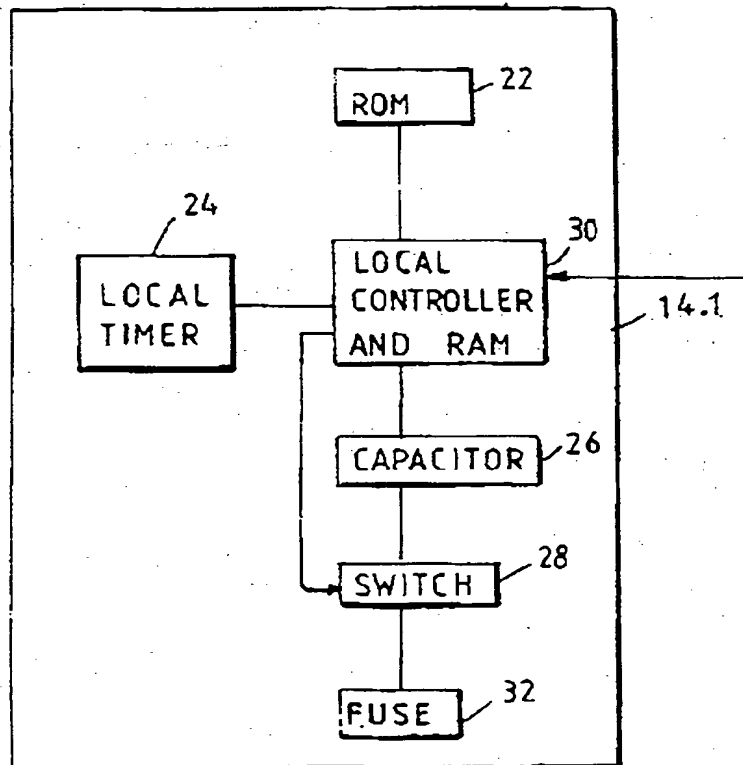 ROM
22
24
LOCAL
TIMER
30
LOCAL
CONTROLLER
AND RAM
14.1
CAPACITOR
26
SWITCH
28
FUSE
32